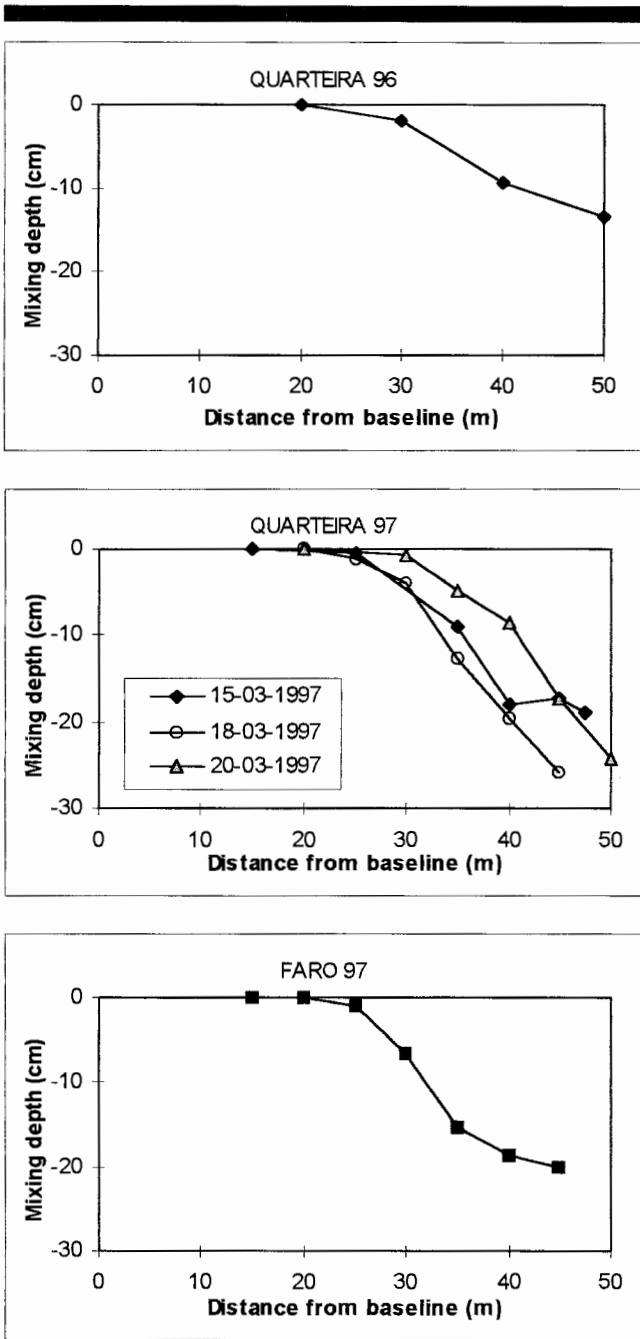 QUARTEIRA 96
Mixing depth (cm)
0
-10
-20
-30
0 10 20 30 40 50
Distance from baseline (m)
QUARTEIRA 97
Mixing depth (cm)
0
-10
-20
-30
15-03-1997
18-03-1997
20-03-1997
0 10 20 30 40 50
Distance from baseline (m)
FARO 97
Mixing depth (cm)
0
-10
-20
-30
0 10 20 30 40 50
Distance from baseline (m)